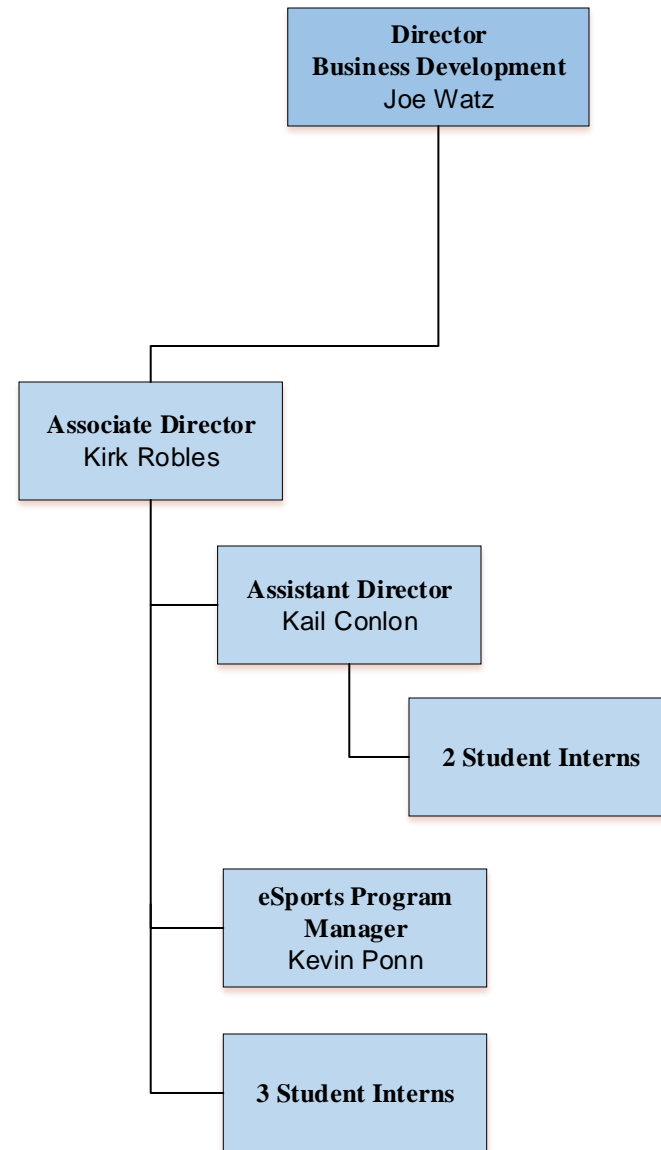 Director
Business Development
Joe Watz
Associate Director
Kirk Robles
Assistant Director
Kail Conlon
2 Student Interns
eSports Program
Manager
Kevin Ponn
3 Student Interns